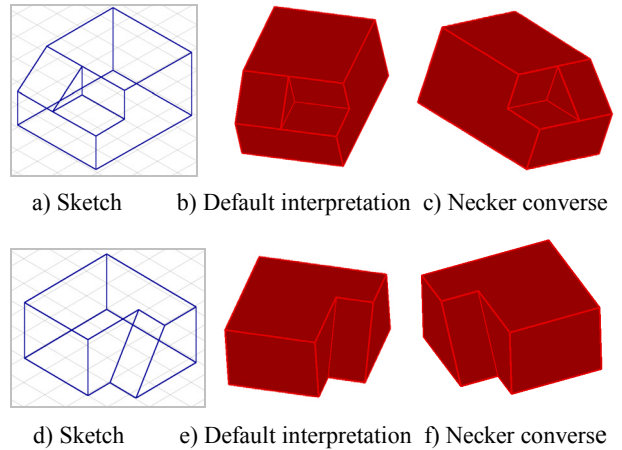 a) Sketch b) Default interpretation c) Necker converse
d) Sketch e) Default interpretation f) Necker converse